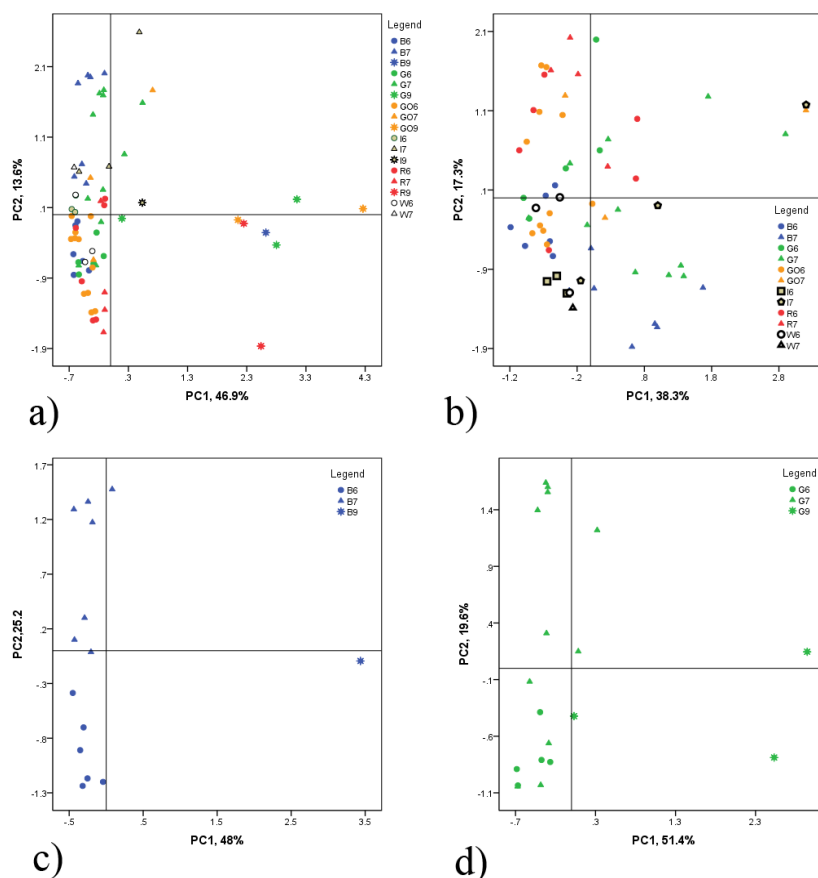 Legend
B6
B7
B9
G6
G7
G9
GO6
GO7
GO9
I6
I7
I9
R6
R7
R9
W6
W7
PC2, 13.6%
2.1
1.1
.1
-.9
-1.9
-.7 .3 1.3 2.3 3.3 4.3
PC1, 46.9%
a)
PC2, 17.3%
2.1
1.1
.1
-.9
-1.9
Legend
B6
B7
G6
G7
GO6
GO7
I6
I7
R6
R7
W6
W7
-1.2 -.2 .8 1.8 2.8
PC1, 38.3%
b)
PC2,25.2
1.7
1.2
.7
.2
-.3
-.8
-1.3
Legend
B6
B7
B9
-.5 .5 1.5 2.5 3.5
PC1, 48%
c)
PC2, 19.6%
1.4
.9
.4
-.1
-.6
-1.1
Legend
G6
G7
G9
-.7 .3 1.3 2.3
PC1, 51.4%
d)